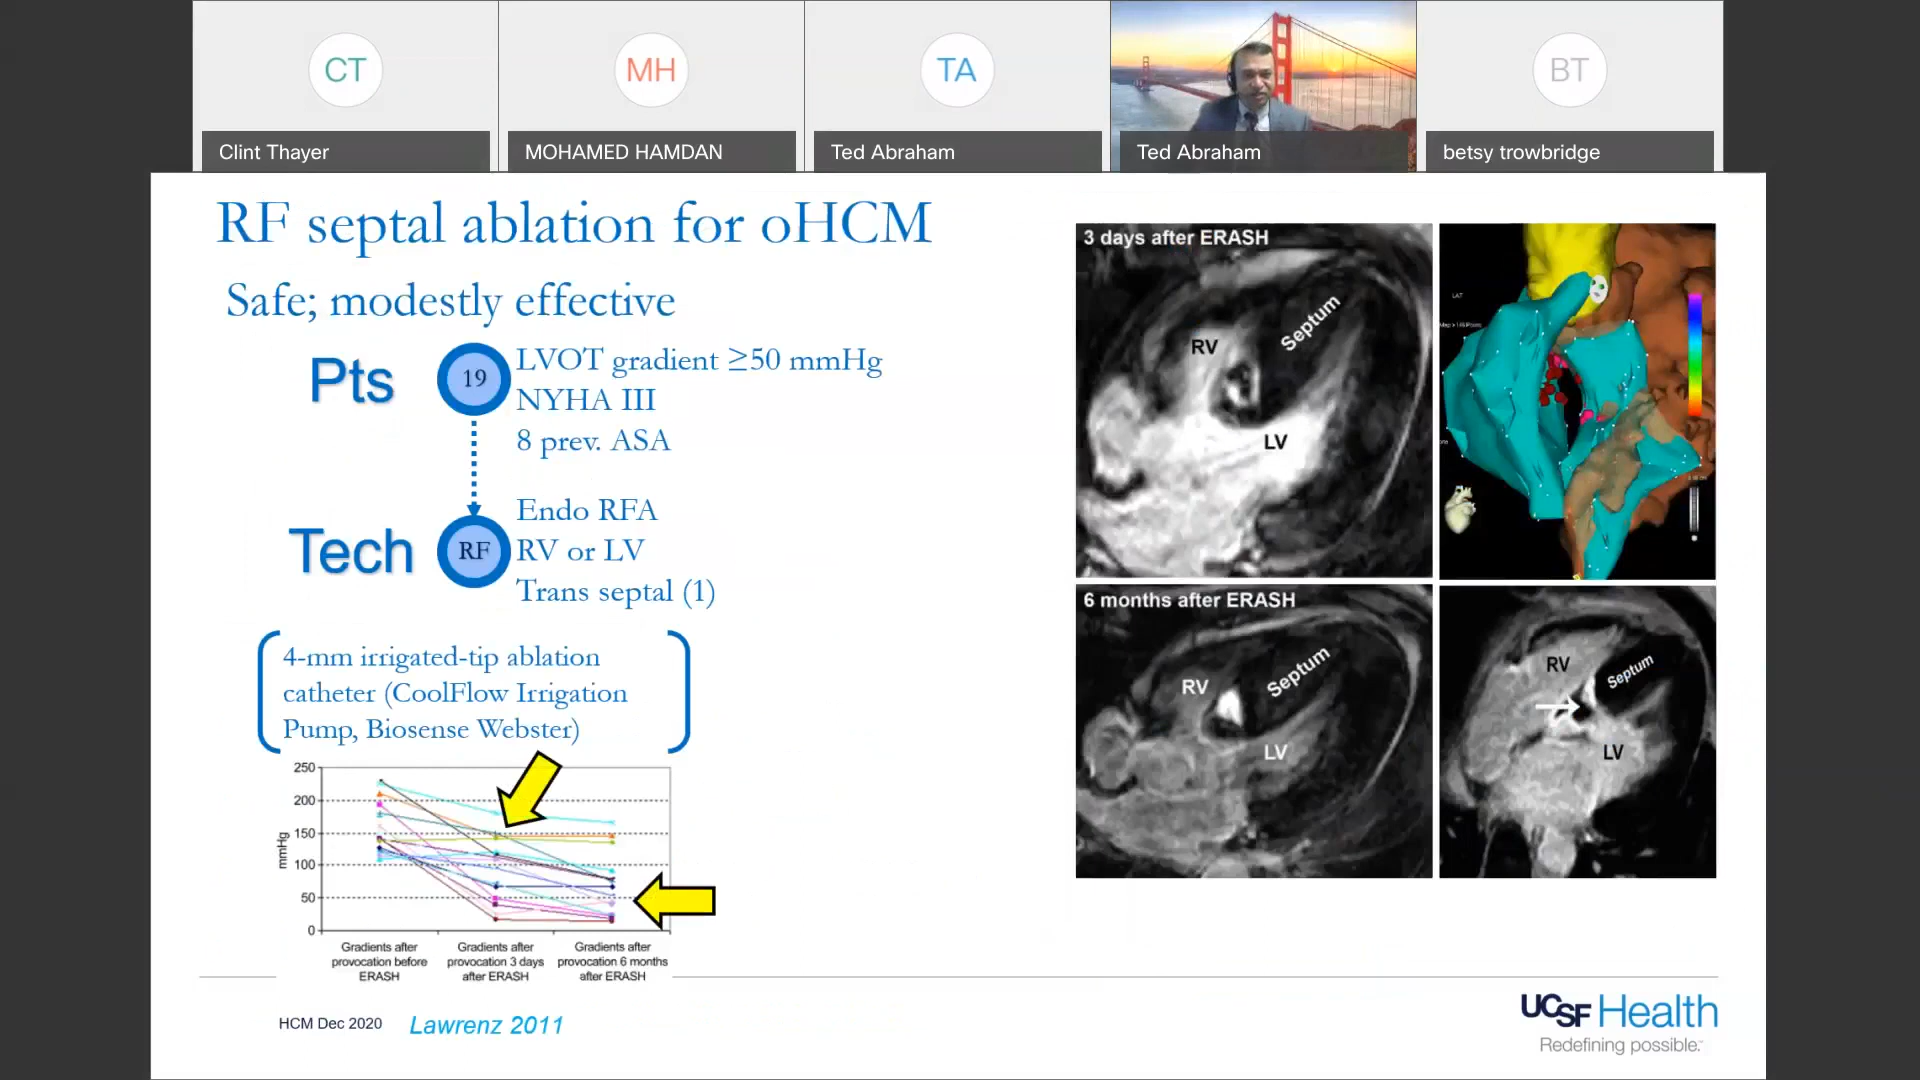 CT
MH
TA
BT
Clint Thayer
MOHAMED HAMDAN
Ted Abraham
Ted Abraham
betsy trowbridge
RF septal ablation for oHCM
Safe; modestly effective
Pts
19
LVOT gradient ≥50 mmHg
NYHA III
8 prev. ASA
Tech
RF
Endo RFA
RV or LV
Trans septal (1)
4-mm irrigated-tip ablation
catheter (CoolFlow Irrigation
Pump, Biosense Webster)
250
200
150
100
50
0
mmHg
Gradients after
provocation before
ERASH
Gradients after
provocation 3 days
after ERASH
Gradients after
provocation 6 months
after ERASH
3 days after ERASH
RV
Septum
LV
LAT
6 months after ERASH
RV
Septum
LV
RV
Septum
LV
HCM Dec 2020
Lawrenz 2011
UCSF Health
Redefining possible.